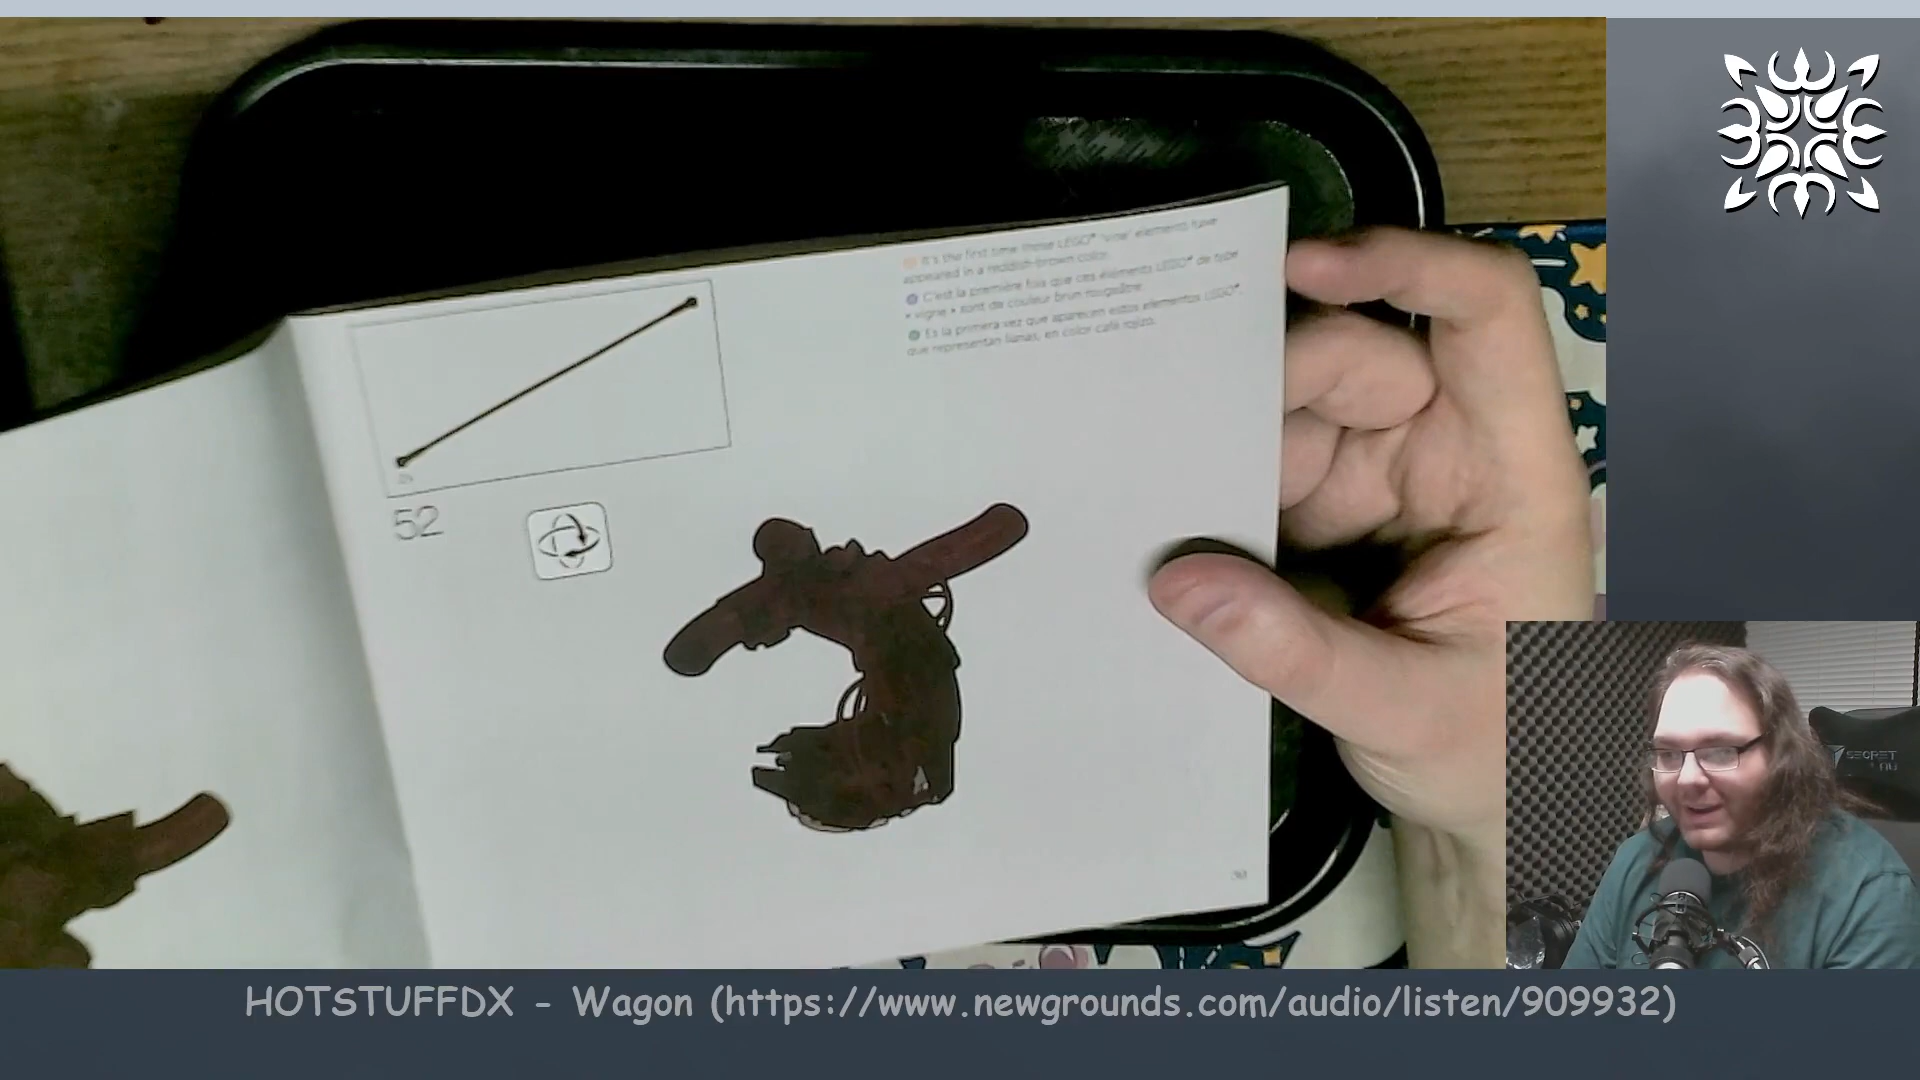 It's the first time these LEGO® 'vine' elements have
appeared in a reddish-brown color.
C'est la première fois que ces éléments LEGO® de type
« vigne » sont de couleur brun rougeâtre.
Es la primera vez que aparecen estos elementos LEGO®,
que representan lianas, en color café rojizo.
52
SECRET
HOTSTUFFDX - Wagon (https://www.newgrounds.com/audio/listen/909932)